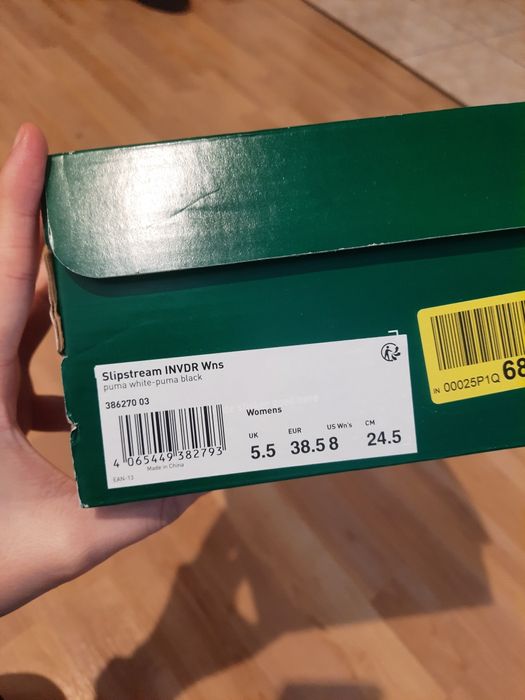 Slipstream INVDR Wns
puma white-puma black
386270 03
Womens
UK EUR US Wn's CM
5.5 38.5 8 24.5
4 065449 382793
Made in China
EAN-13
IN 00025P1Q 68